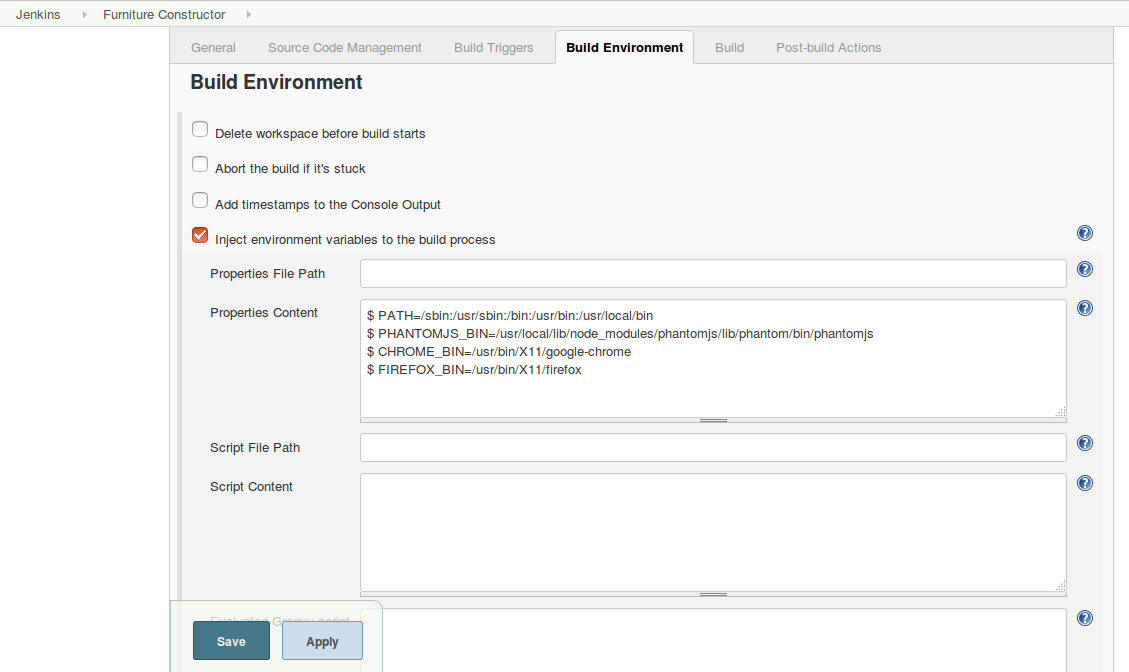 Jenkins Furniture Constructor
General Source Code Management Build Triggers Build Environment Build Post-build Actions
Build Environment
Delete workspace before build starts
Abort the build if it's stuck
Add timestamps to the Console Output
Inject environment variables to the build process
Properties File Path
Properties Content
$ PATH=/sbin:/usr/sbin:/bin:/usr/bin:/usr/local/bin
$ PHANTOMJS_BIN=/usr/local/lib/node_modules/phantomjs/lib/phantom/bin/phantomjs
$ CHROME_BIN=/usr/bin/X11/google-chrome
$ FIREFOX_BIN=/usr/bin/X11/firefox
Script File Path
Script Content
Evaluated Groovy script
Save Apply